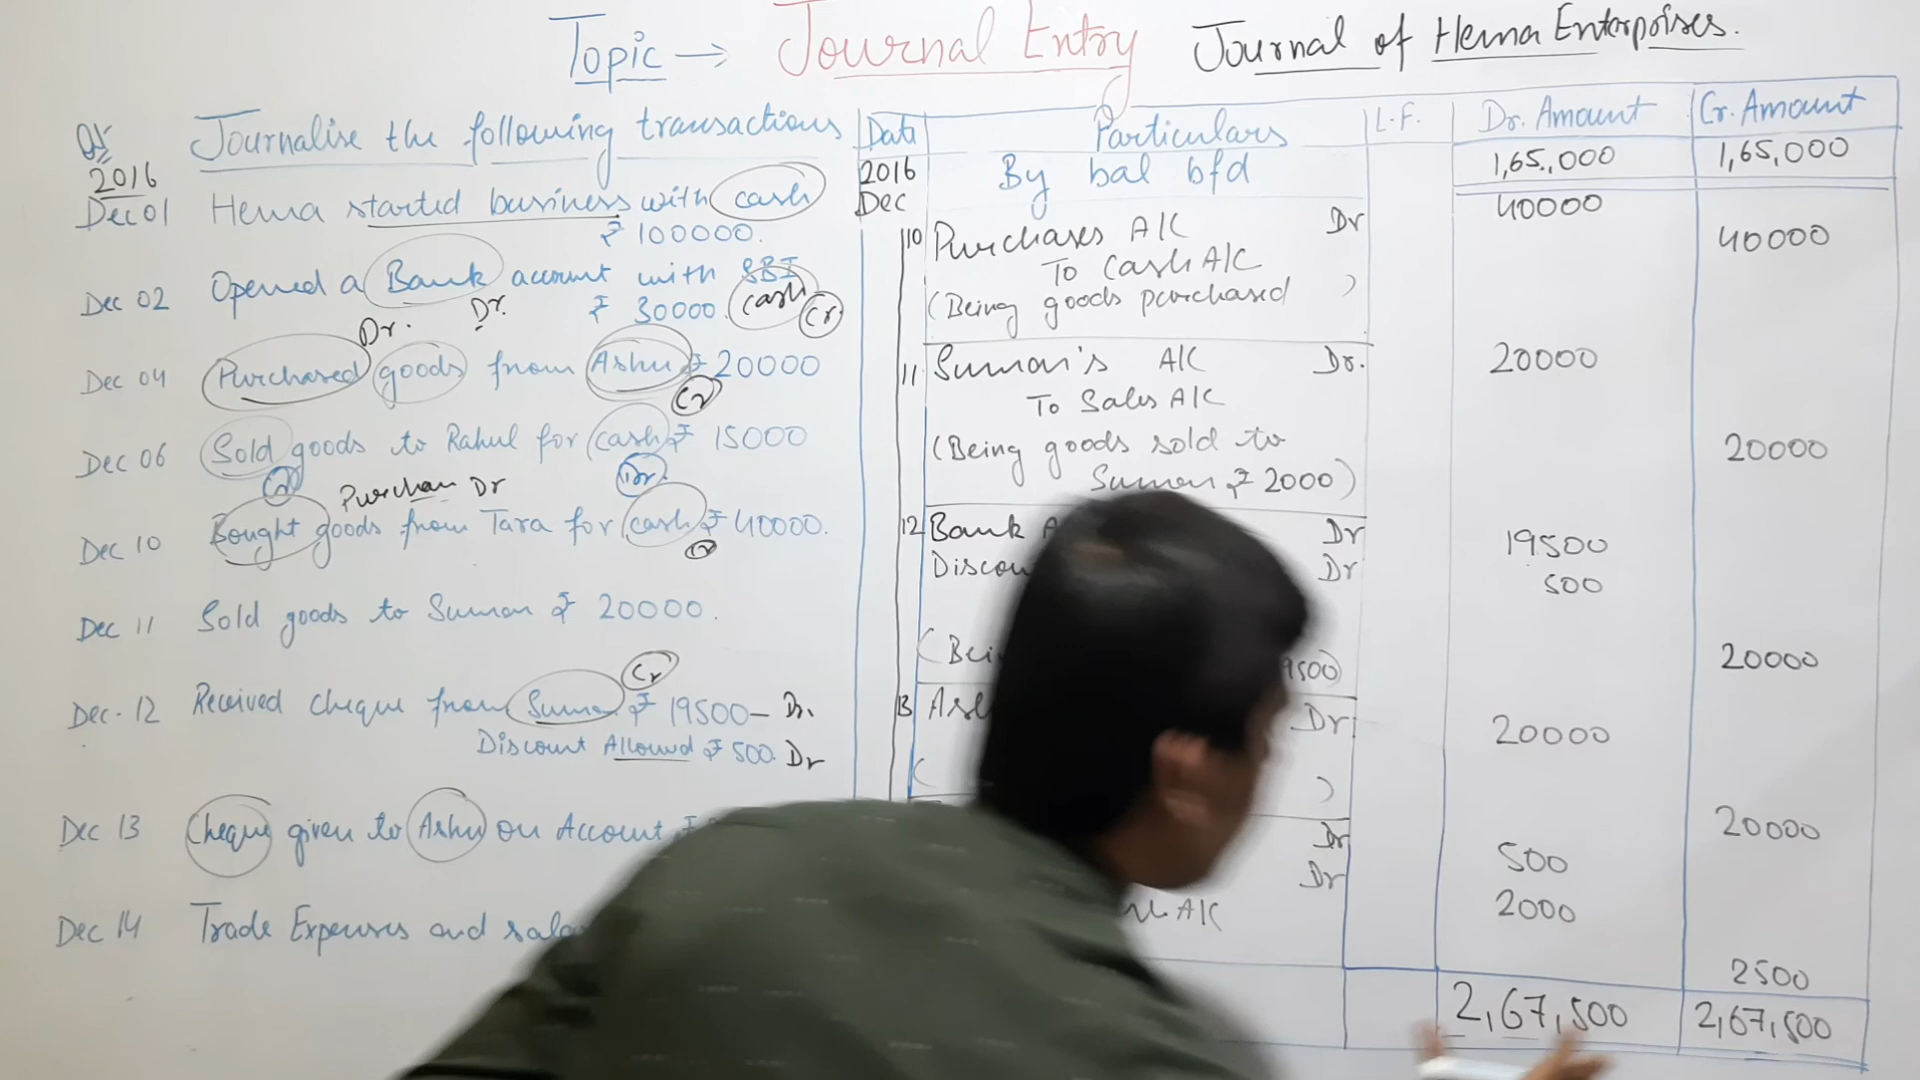 Topic → Journal Entry
Journal of Hema Enterprises.
Q1 Journalise the following transactions
2016
Dec 01 Hema started business with cash
₹ 100000.
Dec 02 Opened a Bank account with SBI
Dr. ₹ 30000. cash Cr
Dr.
Dec 04 Purchased goods from Ashu ₹ 20000
Cr
Dec 06 Sold goods to Rahul for cash ₹ 15000
Cr Dr.
Purchase Dr
Dec 10 Bought goods from Tara for cash ₹ 40000.
Cr
Dec 11 Sold goods to Suman ₹ 20000.
Cr
Dec. 12 Received cheque from Suman ₹ 19500 — Dr.
Discount Allowed ₹ 500. Dr
Dec 13 Cheque given to Ashu on Account ₹
Dec 14 Trade Expenses and
Date Particulars L.F. Dr. Amount Cr. Amount
2016 By bal bfd 1,65,000 1,65,000
Dec
10 Purchases A/C Dr 40000
To Cash A/C 40000
(Being goods purchased )
11 Suman's A/C Dr. 20000
To Sales A/C
(Being goods sold to 20000
Suman ₹ 2000)
12 Bank Dr 19500
Dr 500
20000
13 Dr. 20000
( )
20000
Dr 500
Dr 2000
A/C
2500
2,67,500 2,67,500